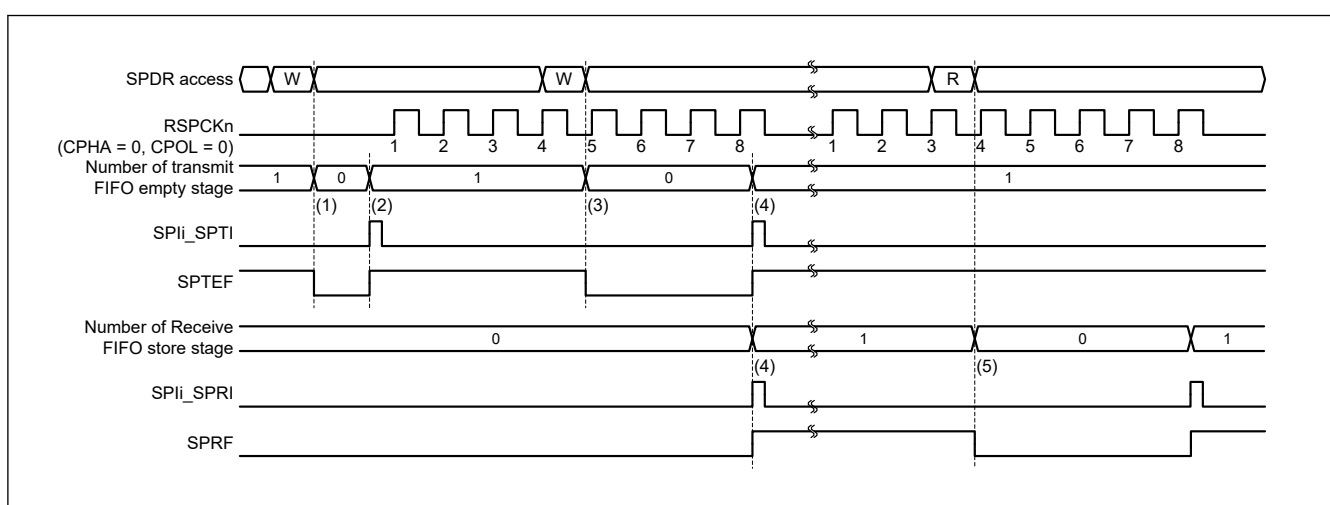 SPDR access W W R
RSPCKn
(CPHA = 0, CPOL = 0) 1 2 3 4 5 6 7 8 1 2 3 4 5 6 7 8
Number of transmit
FIFO empty stage 1 0 1 0 1
(1) (2) (3) (4)
SPIi_SPTI
SPTEF
Number of Receive
FIFO store stage 0 1 0 1
(4) (5)
SPIi_SPRI
SPRF